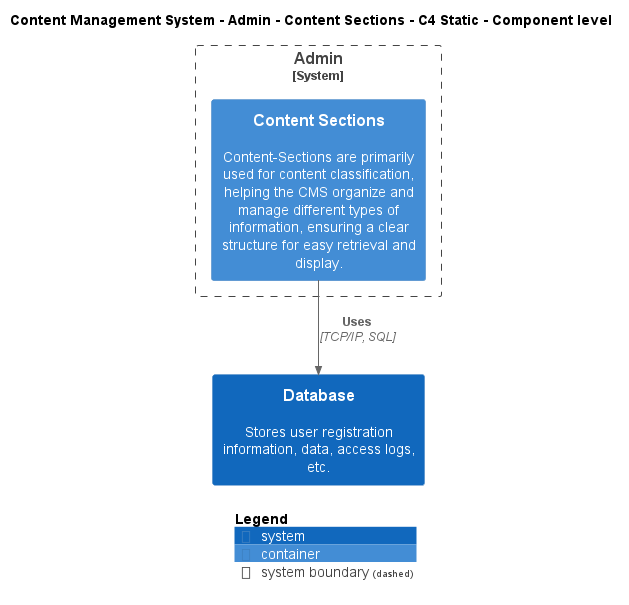 Content Management System - Admin - Content Sections - C4 Static - Component level
Admin
[System]
Content Sections
Content-Sections are primarily
used for content classification,
helping the CMS organize and
manage different types of
information, ensuring a clear
structure for easy retrieval and
display.
Uses
[TCP/IP, SQL]
Database
Stores user registration
information, data, access logs,
etc.
Legend
system
container
system boundary (dashed)